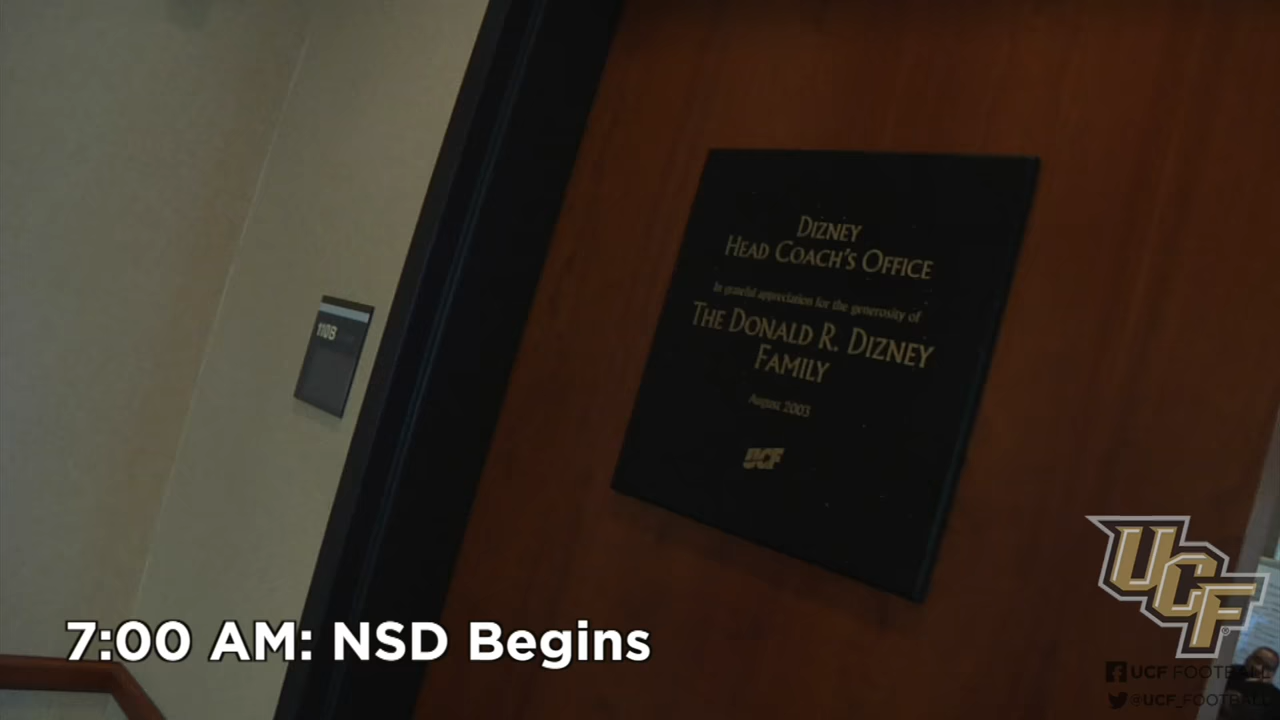 110B
DIZNEY
HEAD COACH'S OFFICE
In grateful appreciation for the generosity of
THE DONALD R. DIZNEY
FAMILY
August 2003
UCF
7:00 AM: NSD Begins
UCF
UCF FOOTBALL
@UCF_FOOTBALL